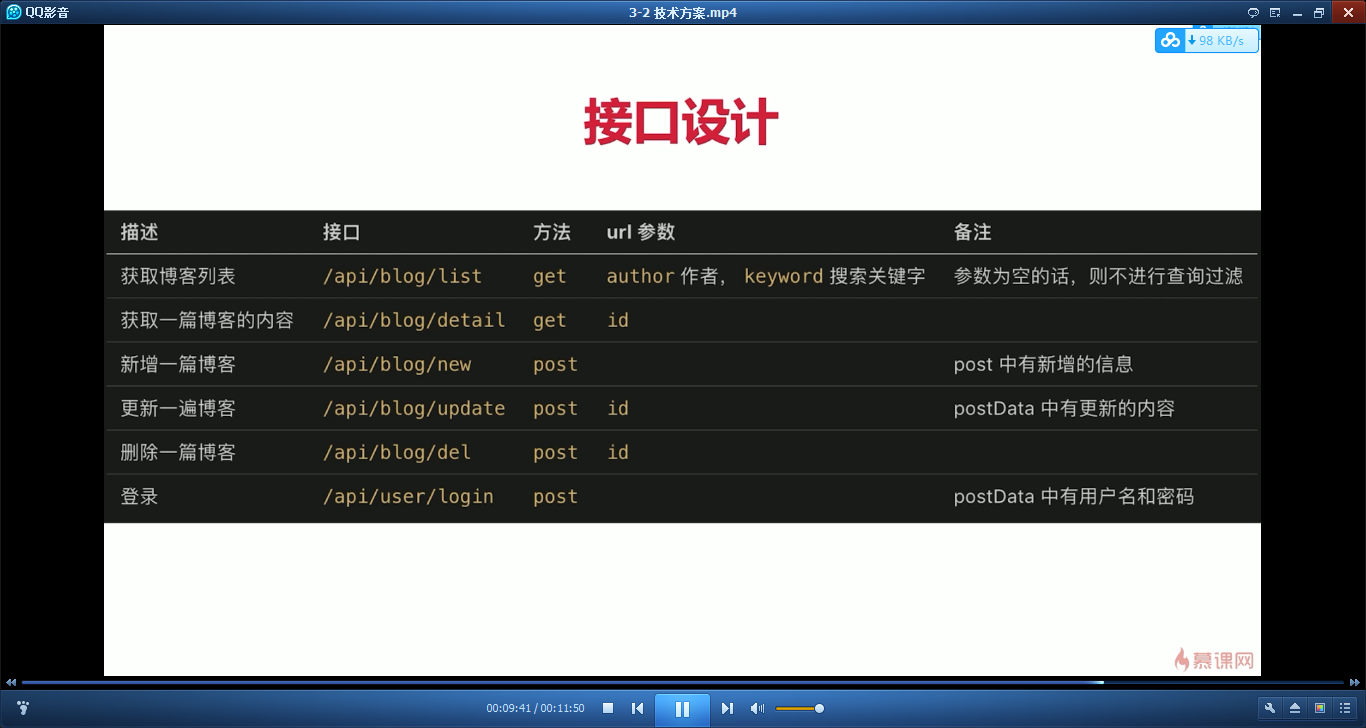 QQ影音
3-2 技术方案.mp4
98 KB/s
接口设计
描述 接口 方法 url 参数 备注
获取博客列表 /api/blog/list get author 作者， keyword 搜索关键字 参数为空的话，则不进行查询过滤
获取一篇博客的内容 /api/blog/detail get id
新增一篇博客 /api/blog/new post post 中有新增的信息
更新一遍博客 /api/blog/update post id postData 中有更新的内容
删除一篇博客 /api/blog/del post id
登录 /api/user/login post postData 中有用户名和密码
慕课网
00:09:41 / 00:11:50